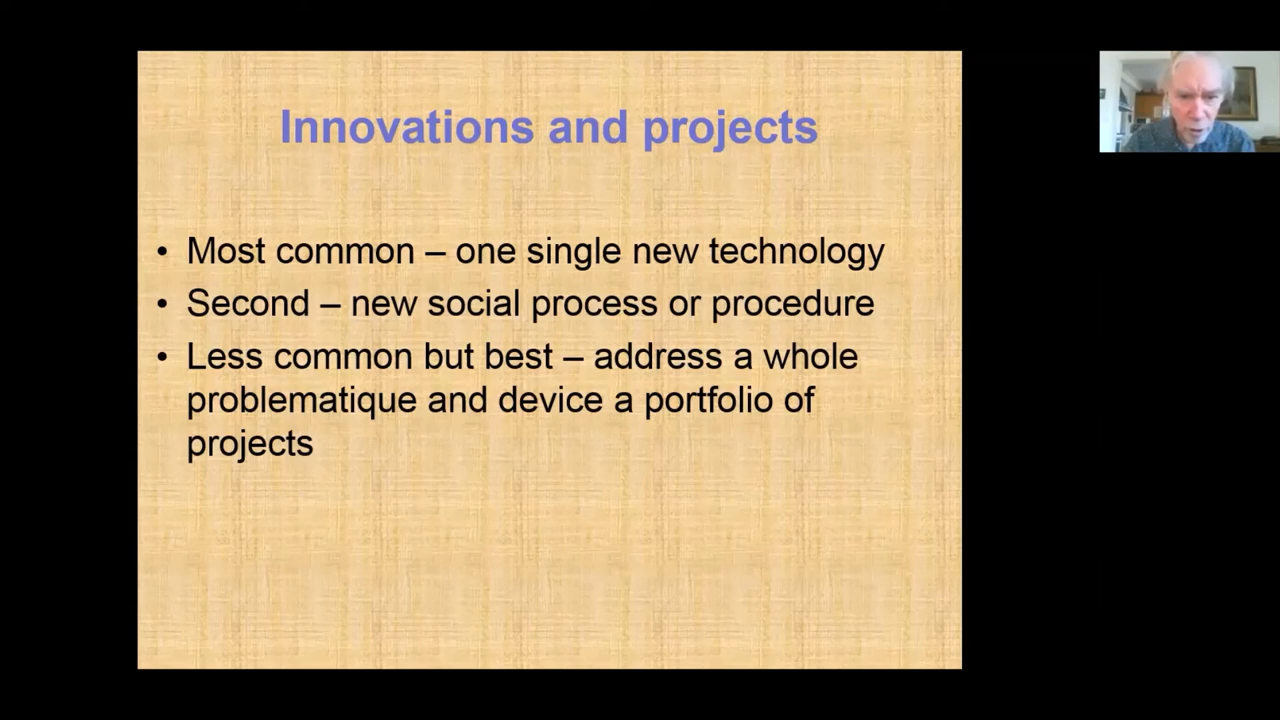 Innovations and projects
• Most common – one single new technology
• Second – new social process or procedure
• Less common but best – address a whole
problematique and device a portfolio of
projects